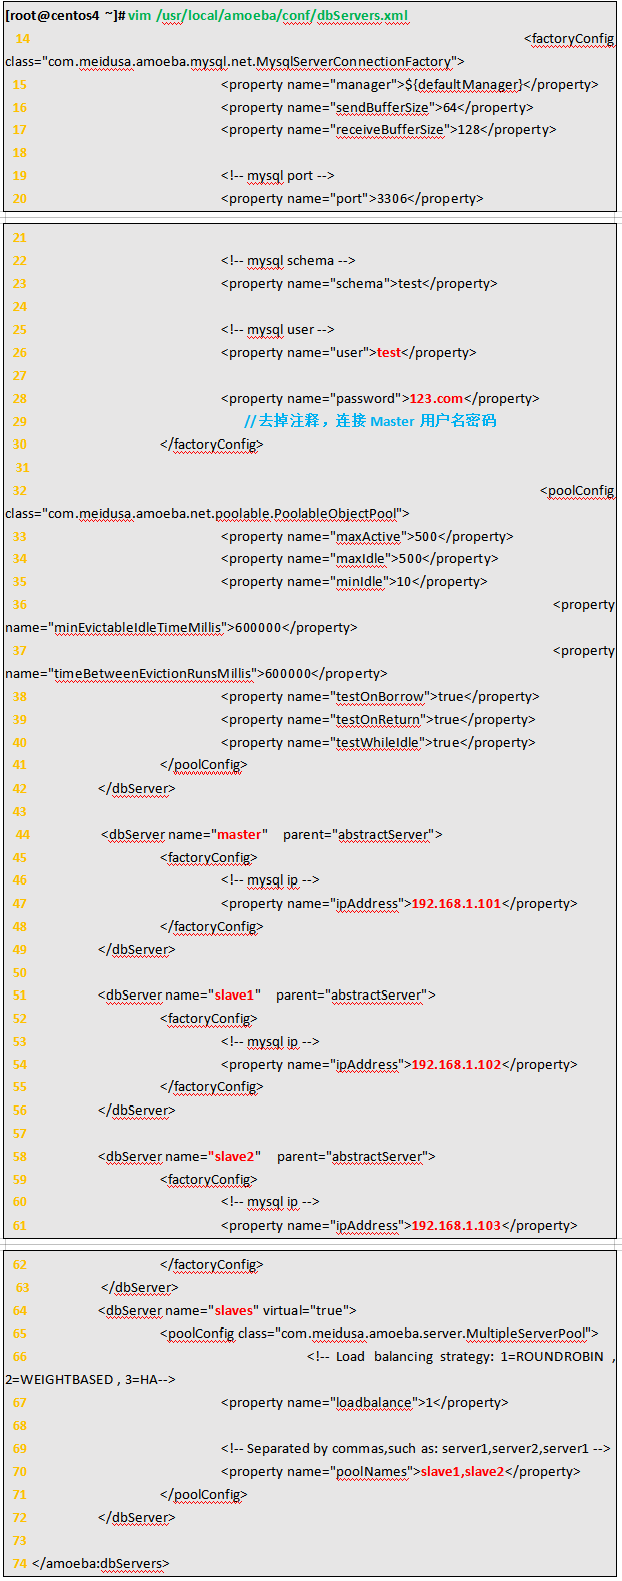 [root@centos4 ~]# vim /usr/local/amoeba/conf/dbServers.xml
14 <factoryConfig
class="com.meidusa.amoeba.mysql.net.MysqlServerConnectionFactory">
15 <property name="manager">${defaultManager}</property>
16 <property name="sendBufferSize">64</property>
17 <property name="receiveBufferSize">128</property>
18
19 <!-- mysql port -->
20 <property name="port">3306</property>
21
22 <!-- mysql schema -->
23 <property name="schema">test</property>
24
25 <!-- mysql user -->
26 <property name="user">test</property>
27
28 <property name="password">123.com</property>
29 //去掉注释，连接 Master 用户名密码
30 </factoryConfig>
31
32 <poolConfig
class="com.meidusa.amoeba.net.poolable.PoolableObjectPool">
33 <property name="maxActive">500</property>
34 <property name="maxIdle">500</property>
35 <property name="minIdle">10</property>
36 <property
name="minEvictableIdleTimeMillis">600000</property>
37 <property
name="timeBetweenEvictionRunsMillis">600000</property>
38 <property name="testOnBorrow">true</property>
39 <property name="testOnReturn">true</property>
40 <property name="testWhileIdle">true</property>
41 </poolConfig>
42 </dbServer>
43
44 <dbServer name="master" parent="abstractServer">
45 <factoryConfig>
46 <!-- mysql ip -->
47 <property name="ipAddress">192.168.1.101</property>
48 </factoryConfig>
49 </dbServer>
50
51 <dbServer name="slave1" parent="abstractServer">
52 <factoryConfig>
53 <!-- mysql ip -->
54 <property name="ipAddress">192.168.1.102</property>
55 </factoryConfig>
56 </dbServer>
57
58 <dbServer name="slave2" parent="abstractServer">
59 <factoryConfig>
60 <!-- mysql ip -->
61 <property name="ipAddress">192.168.1.103</property>
62 </factoryConfig>
63 </dbServer>
64 <dbServer name="slaves" virtual="true">
65 <poolConfig class="com.meidusa.amoeba.server.MultipleServerPool">
66 <!-- Load balancing strategy: 1=ROUNDROBIN ,
2=WEIGHTBASED , 3=HA-->
67 <property name="loadbalance">1</property>
68
69 <!-- Separated by commas,such as: server1,server2,server1 -->
70 <property name="poolNames">slave1,slave2</property>
71 </poolConfig>
72 </dbServer>
73
74 </amoeba:dbServers>